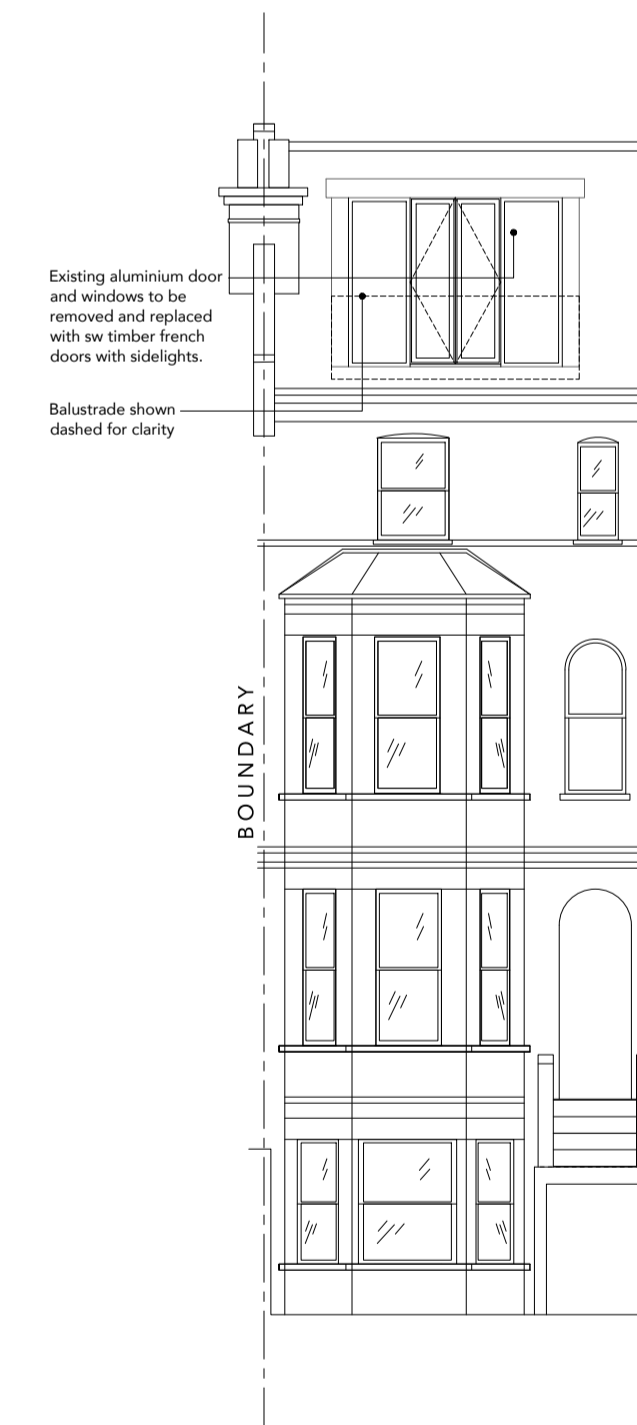 Existing aluminium door
and windows to be
removed and replaced
with sw timber french
doors with sidelights.
Balustrade shown
dashed for clarity
BOUNDARY